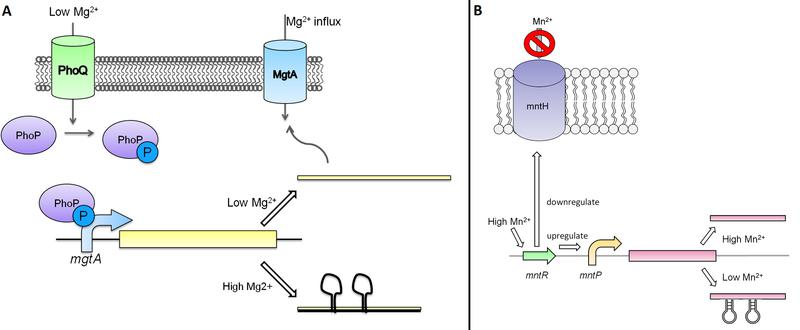 A
Low Mg²⁺
Mg²⁺ influx
PhoQ
MgtA
PhoP
PhoP
P
PhoP
P
mgtA
Low Mg²⁺
High Mg2+
B
Mn²⁺
mntH
downregulate
High Mn²⁺
upregulate
mntR
mntP
High Mn²⁺
Low Mn²⁺